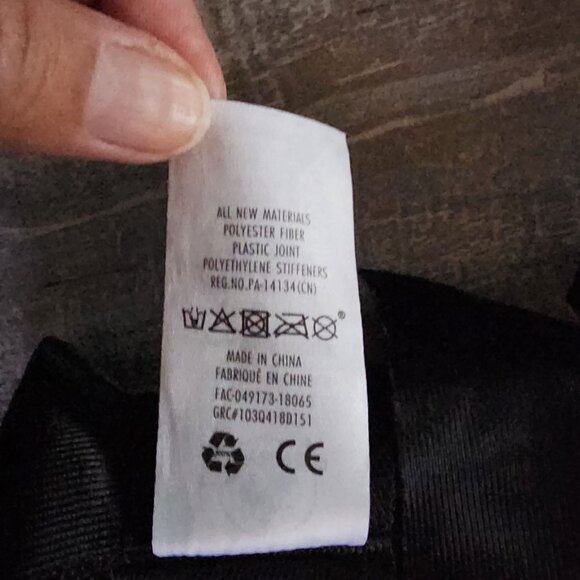 ALL NEW MATERIALS
POLYESTER FIBER
PLASTIC JOINT
POLYETHYLENE STIFFENERS
REG.NO.PA-14134(CN)
®
MADE IN CHINA
FABRIQUÉ EN CHINE
FAC-049173-18065
GRC#103Q418D151
100%
CE